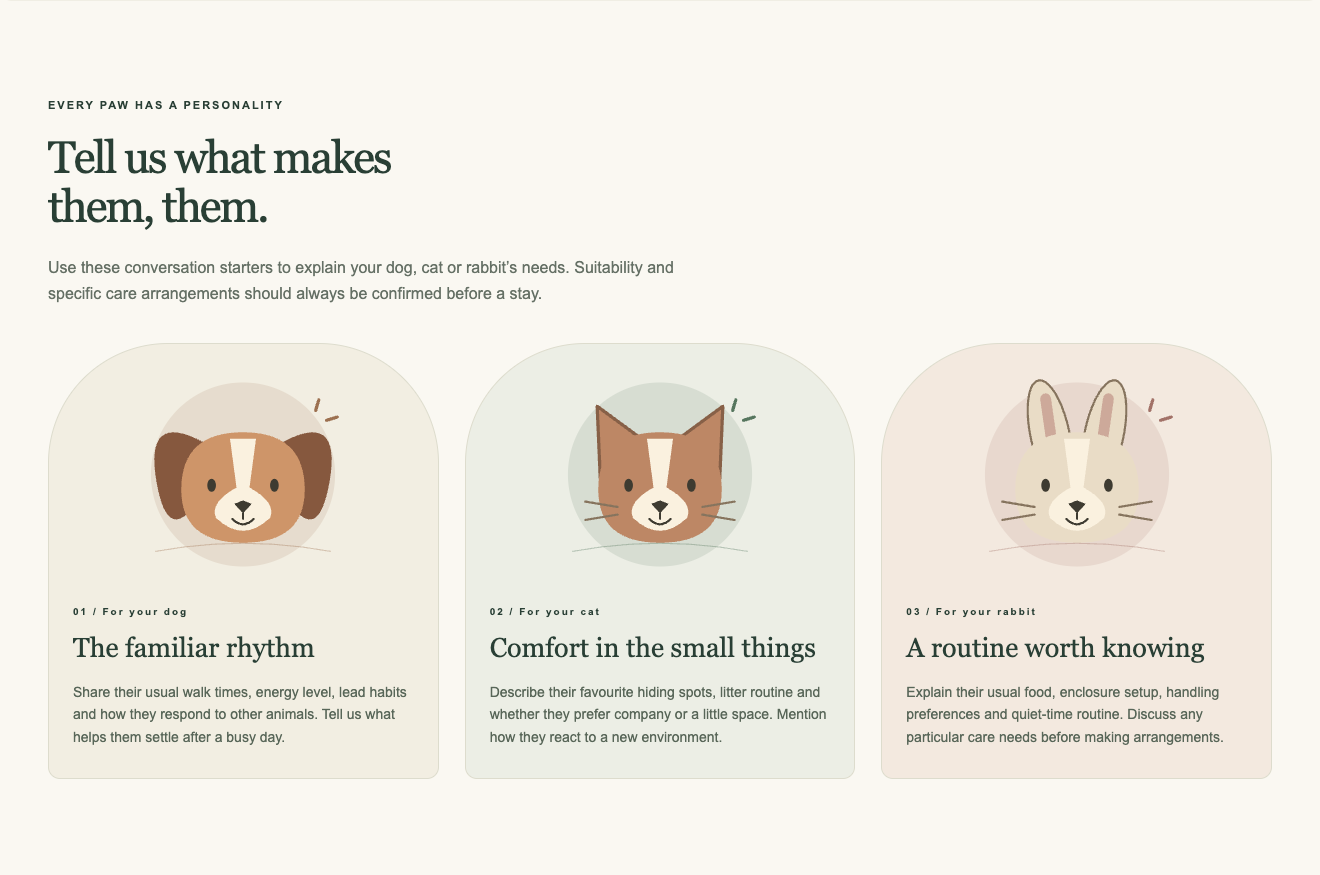 EVERY PAW HAS A PERSONALITY
Tell us what makes
them, them.
Use these conversation starters to explain your dog, cat or rabbit’s needs. Suitability and
specific care arrangements should always be confirmed before a stay.
01 / For your dog
The familiar rhythm
Share their usual walk times, energy level, lead habits
and how they respond to other animals. Tell us what
helps them settle after a busy day.
02 / For your cat
Comfort in the small things
Describe their favourite hiding spots, litter routine and
whether they prefer company or a little space. Mention
how they react to a new environment.
03 / For your rabbit
A routine worth knowing
Explain their usual food, enclosure setup, handling
preferences and quiet-time routine. Discuss any
particular care needs before making arrangements.